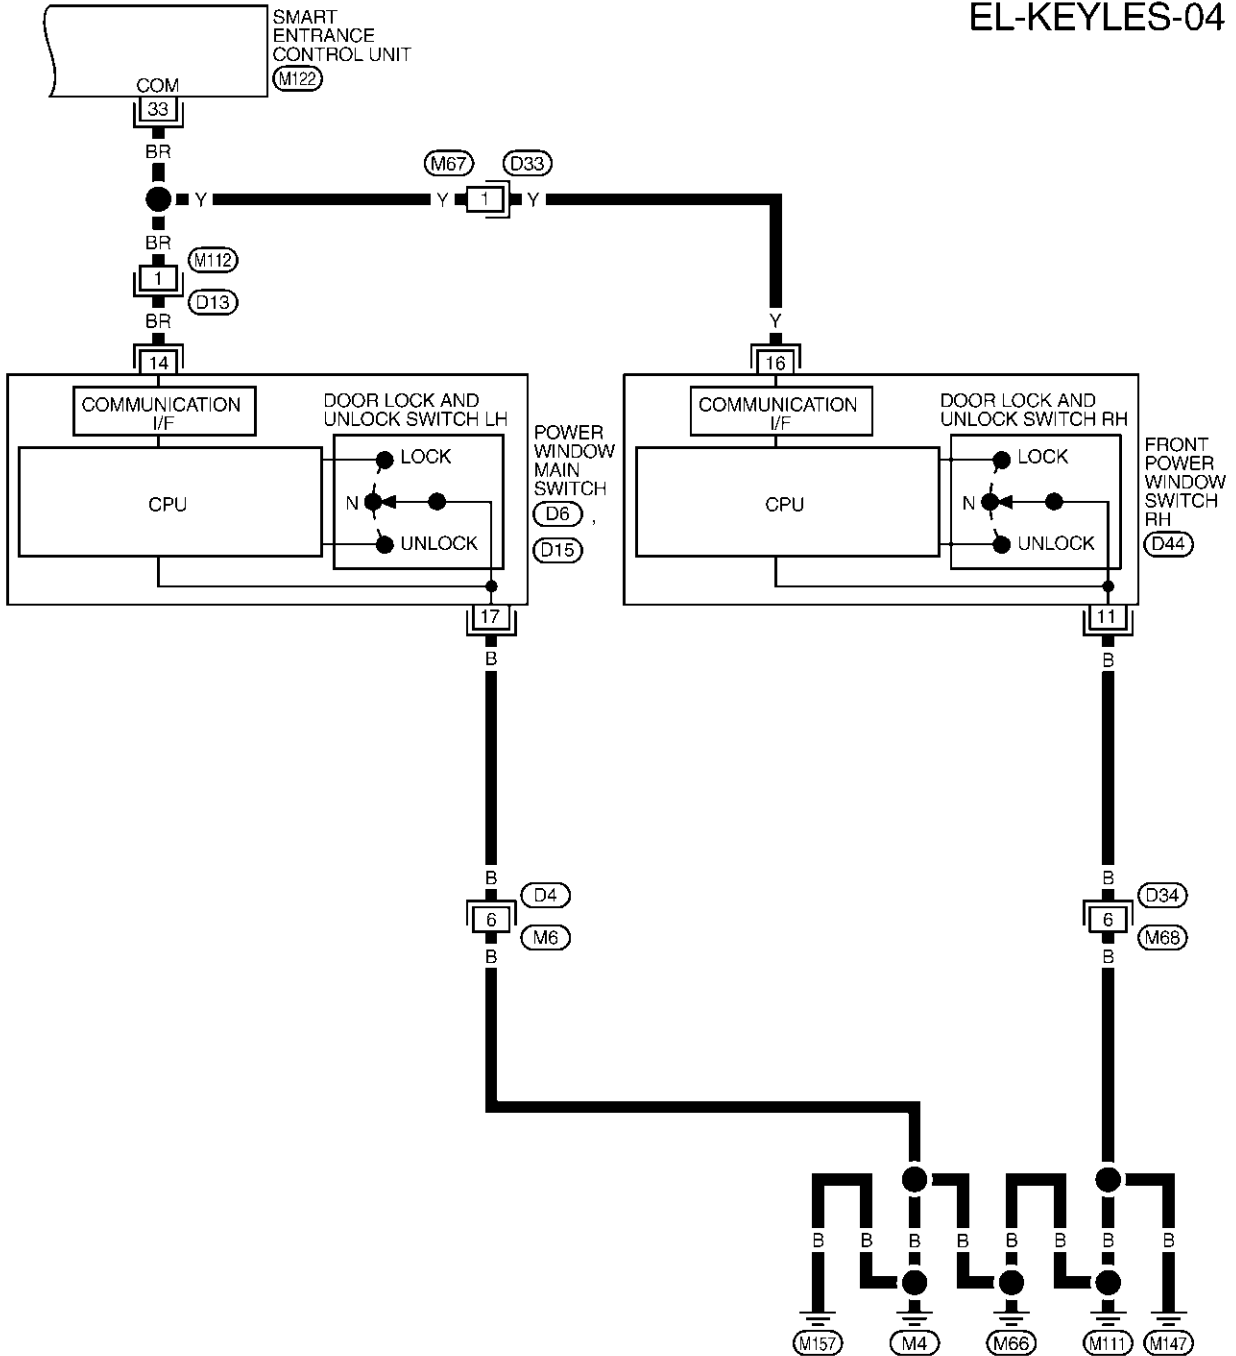 EL-KEYLES-04
SMART
ENTRANCE
CONTROL UNIT
M122
COM
33
BR
Y
Y
M67
D33
1
Y
BR
M112
1
D13
BR
Y
14
16
COMMUNICATION
I/F
DOOR LOCK AND
UNLOCK SWITCH LH
LOCK
CPU
N
UNLOCK
POWER
WINDOW
MAIN
SWITCH
D6 ,
D15
17
COMMUNICATION
I/F
DOOR LOCK AND
UNLOCK SWITCH RH
LOCK
CPU
N
UNLOCK
FRONT
POWER
WINDOW
SWITCH
RH
D44
11
B
B
B
D4
6
M6
B
B
D34
6
M68
B
B
B
B
B
B
B
B
B
M157
M4
M66
M111
M147